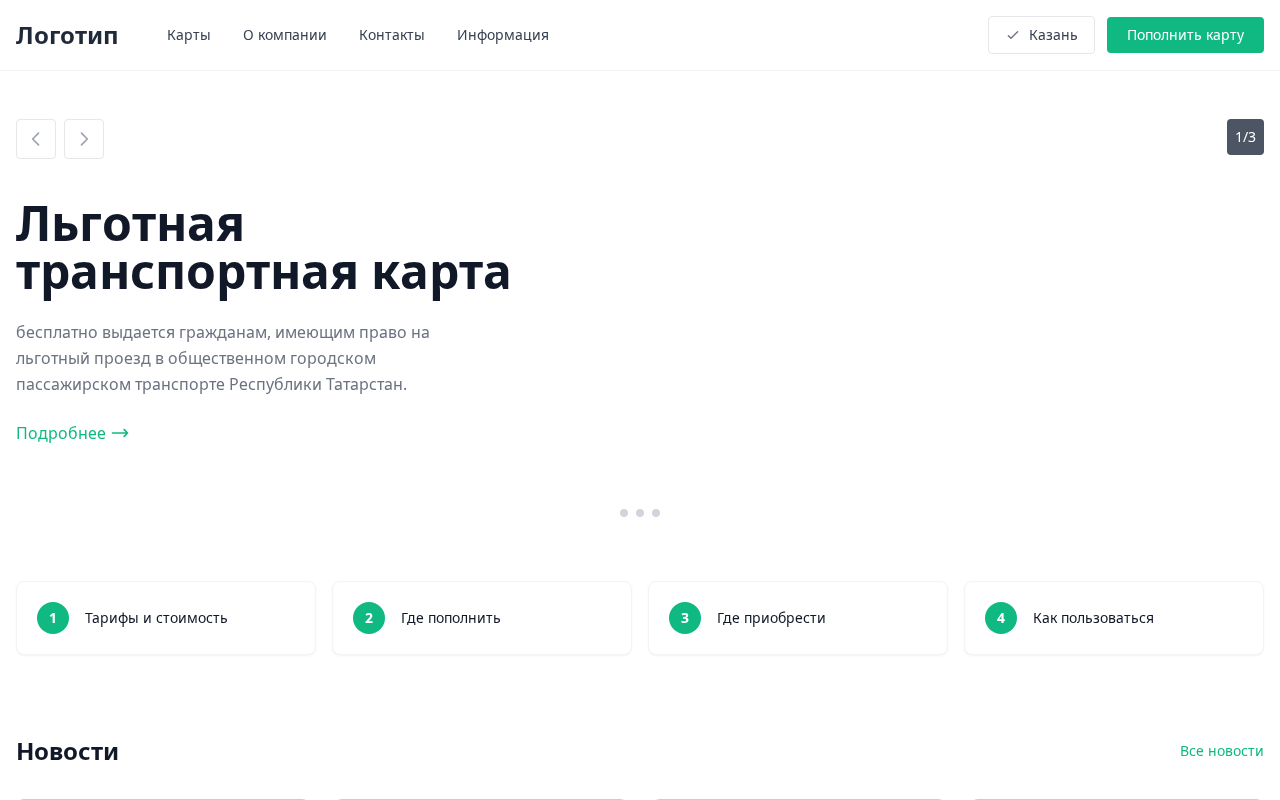 Логотип
Карты
О компании
Контакты
Информация
Казань
Пополнить карту
1/3
Льготная
транспортная карта
бесплатно выдается гражданам, имеющим право на
льготный проезд в общественном городском
пассажирском транспорте Республики Татарстан.
Подробнее
1 Тарифы и стоимость
2 Где пополнить
3 Где приобрести
4 Как пользоваться
Новости
Все новости